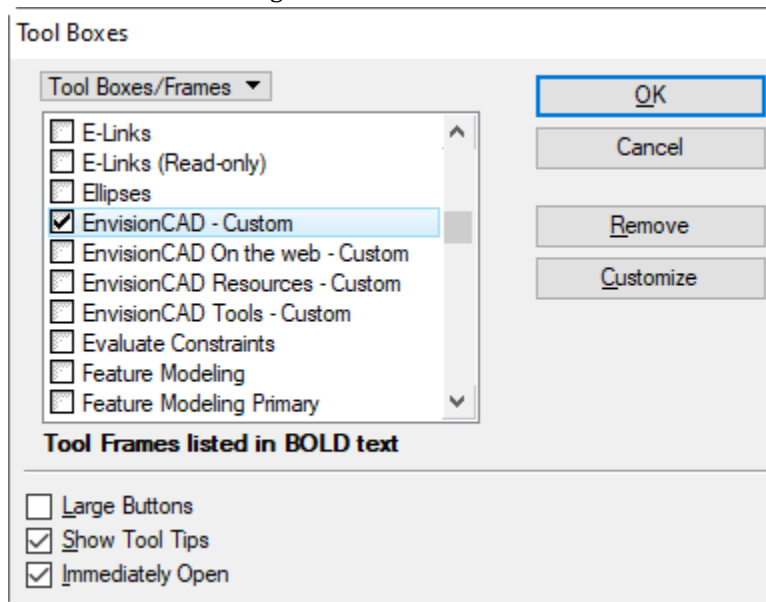 Tool Boxes
Tool Boxes/Frames
OK
Cancel
Remove
Customize
E-Links
E-Links (Read-only)
Ellipses
EnvisionCAD - Custom
EnvisionCAD On the web - Custom
EnvisionCAD Resources - Custom
EnvisionCAD Tools - Custom
Evaluate Constraints
Feature Modeling
Feature Modeling Primary
Tool Frames listed in BOLD text
Large Buttons
Show Tool Tips
Immediately Open